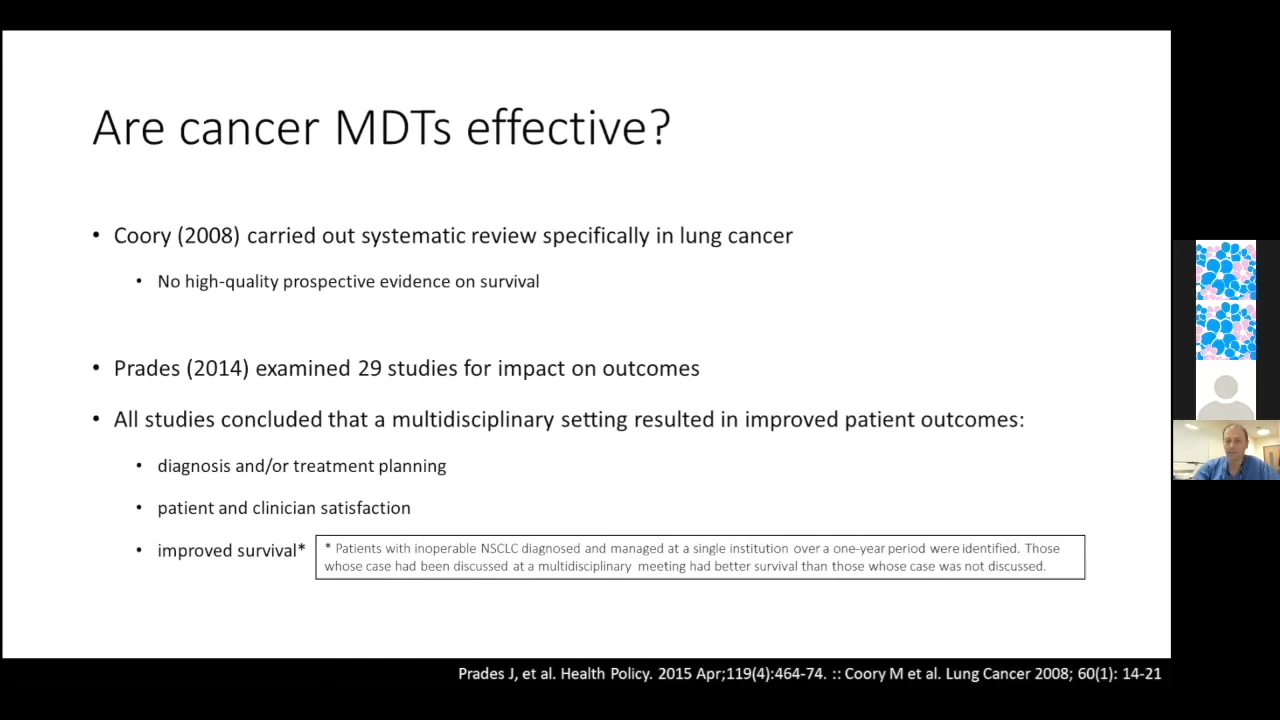 Are cancer MDTs effective?
• Coory (2008) carried out systematic review specifically in lung cancer
• No high-quality prospective evidence on survival
• Prades (2014) examined 29 studies for impact on outcomes
• All studies concluded that a multidisciplinary setting resulted in improved patient outcomes:
• diagnosis and/or treatment planning
• patient and clinician satisfaction
• improved survival*
* Patients with inoperable NSCLC diagnosed and managed at a single institution over a one-year period were identified. Those
whose case had been discussed at a multidisciplinary meeting had better survival than those whose case was not discussed.
Prades J, et al. Health Policy. 2015 Apr;119(4):464-74. :: Coory M et al. Lung Cancer 2008; 60(1): 14-21